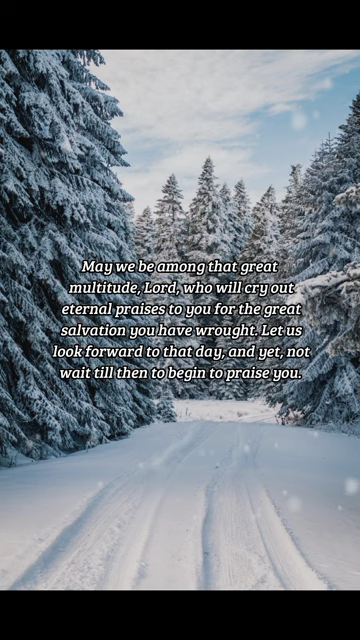 May we be among that great
multitude, Lord, who will cry out
eternal praises to you for the great
salvation you have wrought. Let us
look forward to that day, and yet, not
wait till then to begin to praise you.